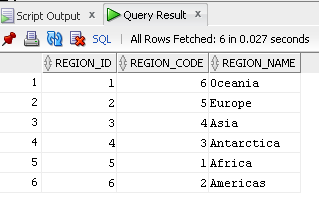 Script Output × Query Result ×
SQL | All Rows Fetched: 6 in 0.027 seconds
REGION_ID REGION_CODE REGION_NAME
1 1 6 Oceania
2 2 5 Europe
3 3 4 Asia
4 4 3 Antarctica
5 5 1 Africa
6 6 2 Americas